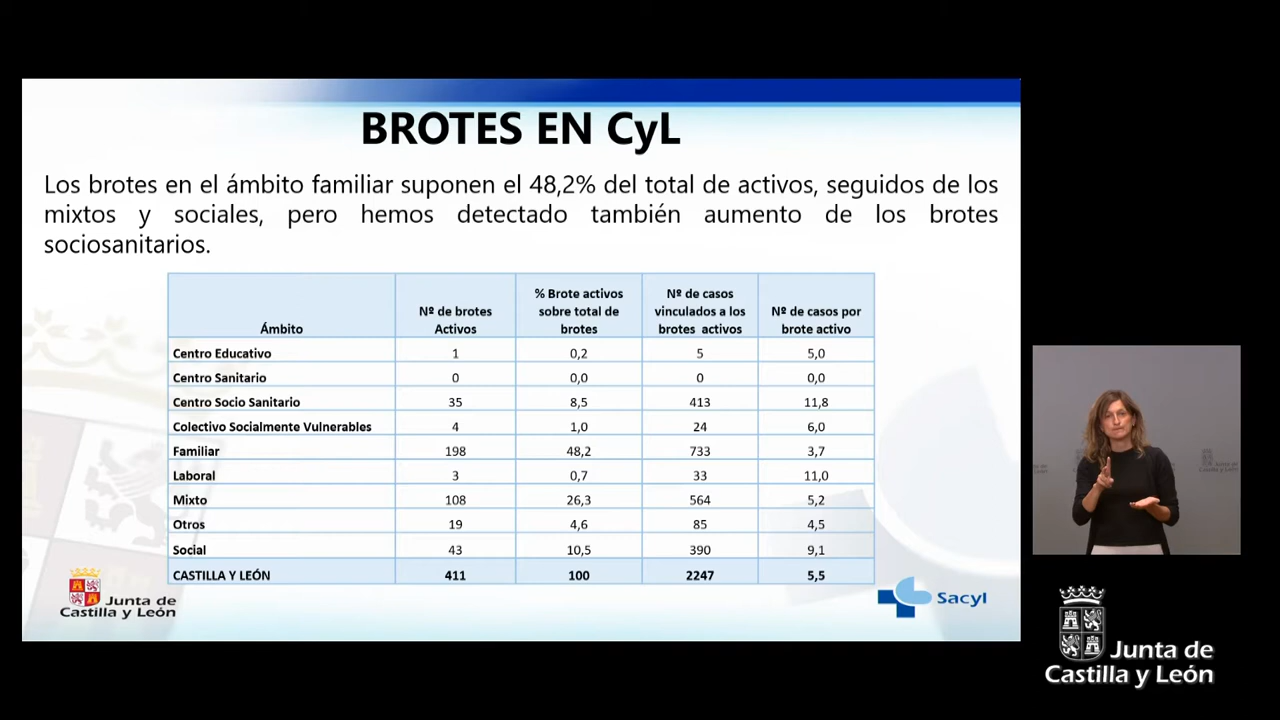 BROTES EN CyL
Los brotes en el ámbito familiar suponen el 48,2% del total de activos, seguidos de los
mixtos y sociales, pero hemos detectado también aumento de los brotes
sociosanitarios.
Ámbito Nº de brotes Activos % Brote activos sobre total de brotes Nº de casos vinculados a los brotes activos Nº de casos por brote activo
Centro Educativo 1 0,2 5 5,0
Centro Sanitario 0 0,0 0 0,0
Centro Socio Sanitario 35 8,5 413 11,8
Colectivo Socialmente Vulnerables 4 1,0 24 6,0
Familiar 198 48,2 733 3,7
Laboral 3 0,7 33 11,0
Mixto 108 26,3 564 5,2
Otros 19 4,6 85 4,5
Social 43 10,5 390 9,1
CASTILLA Y LEÓN 411 100 2247 5,5
Junta de
Castilla y León
Sacyl
Junta de
Castilla y León